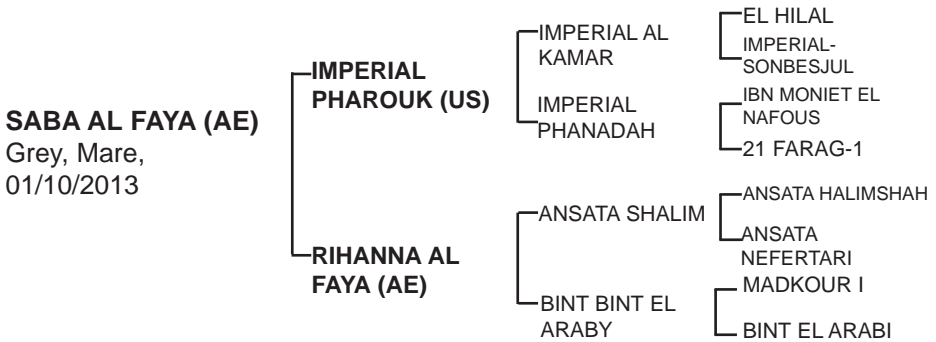 SABA AL FAYA (AE)
Grey, Mare,
01/10/2013
IMPERIAL
PHAROUK (US)
RIHANNA AL
FAYA (AE)
IMPERIAL AL
KAMAR
IMPERIAL
PHANADAH
ANSATA SHALIM
BINT BINT EL
ARABY
EL HILAL
IMPERIAL-
SONBESJUL
IBN MONIET EL
NAFOUS
21 FARAG-1
ANSATA HALIMSHAH
ANSATA
NEFERTARI
MADKOUR I
BINT EL ARABI